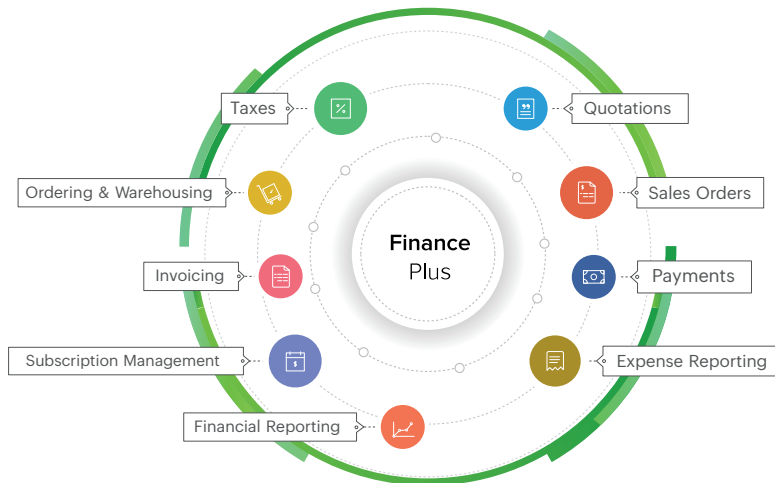 Taxes
Quotations
Ordering & Warehousing
Sales Orders
Finance
Plus
Invoicing
Payments
Subscription Management
Expense Reporting
Financial Reporting